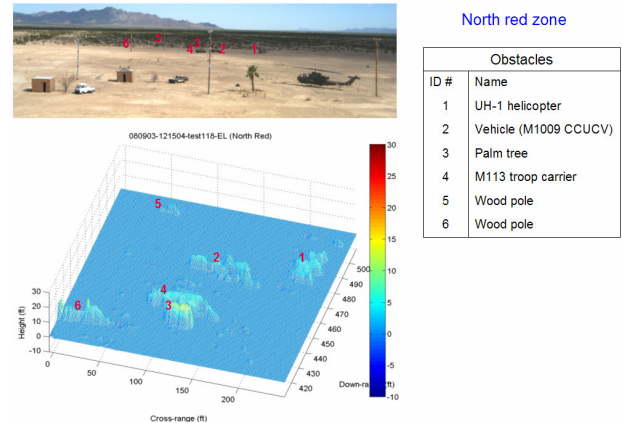 North red zone
6 5 4 3 2 1
Obstacles
ID # Name
1 UH-1 helicopter
2 Vehicle (M1009 CCUCV)
3 Palm tree
4 M113 troop carrier
5 Wood pole
6 Wood pole
080903-121504-test118-EL (North Red)
30
25
20
15
10
5
0
-5
-10
5
2
1
4
3
6
30
20
10
0
-10
Height (ft)
0
50
100
150
200
Cross-range (ft)
500
490
480
470
460
450
440
430
420
Down-ra
ft)